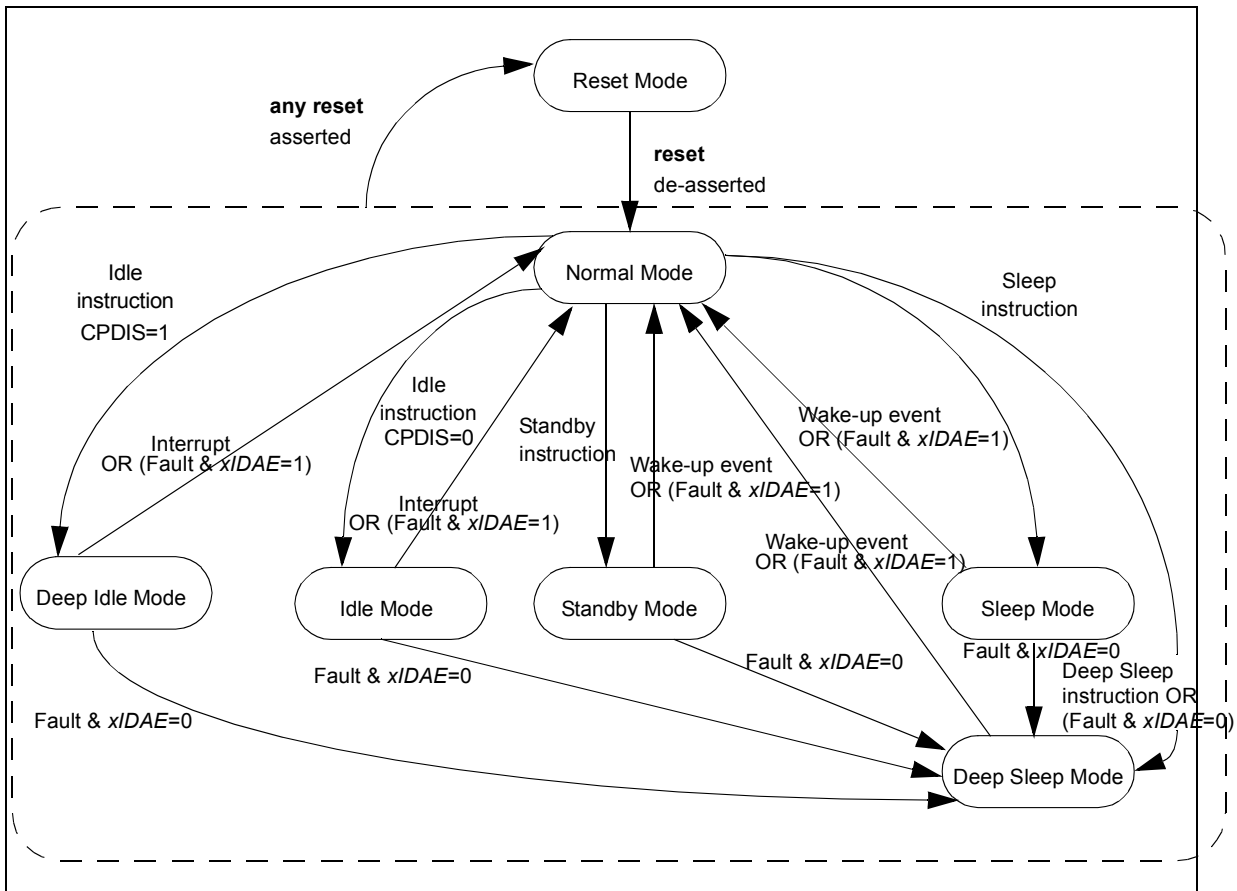 Reset Mode
any reset
asserted
reset
de-asserted
Normal Mode
Idle
instruction
CPDIS=1
Sleep
instruction
Idle
instruction
CPDIS=0
Standby
instruction
Wake-up event
OR (Fault & xIDAE=1)
Interrupt
OR (Fault & xIDAE=1)
Wake-up event
OR (Fault & xIDAE=1)
Interrupt
OR (Fault & xIDAE=1)
Wake-up event
OR (Fault & xIDAE=1)
Deep Idle Mode
Idle Mode
Standby Mode
Sleep Mode
Fault & xIDAE=0
Fault & xIDAE=0
Fault & xIDAE=0
Deep Sleep
instruction OR
(Fault & xIDAE=0)
Fault & xIDAE=0
Deep Sleep Mode